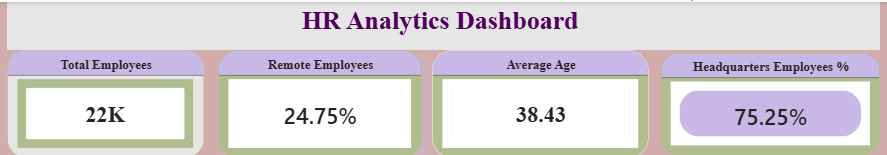 HR Analytics Dashboard
Total Employees
22K
Remote Employees
24.75%
Average Age
38.43
Headquarters Employees %
75.25%